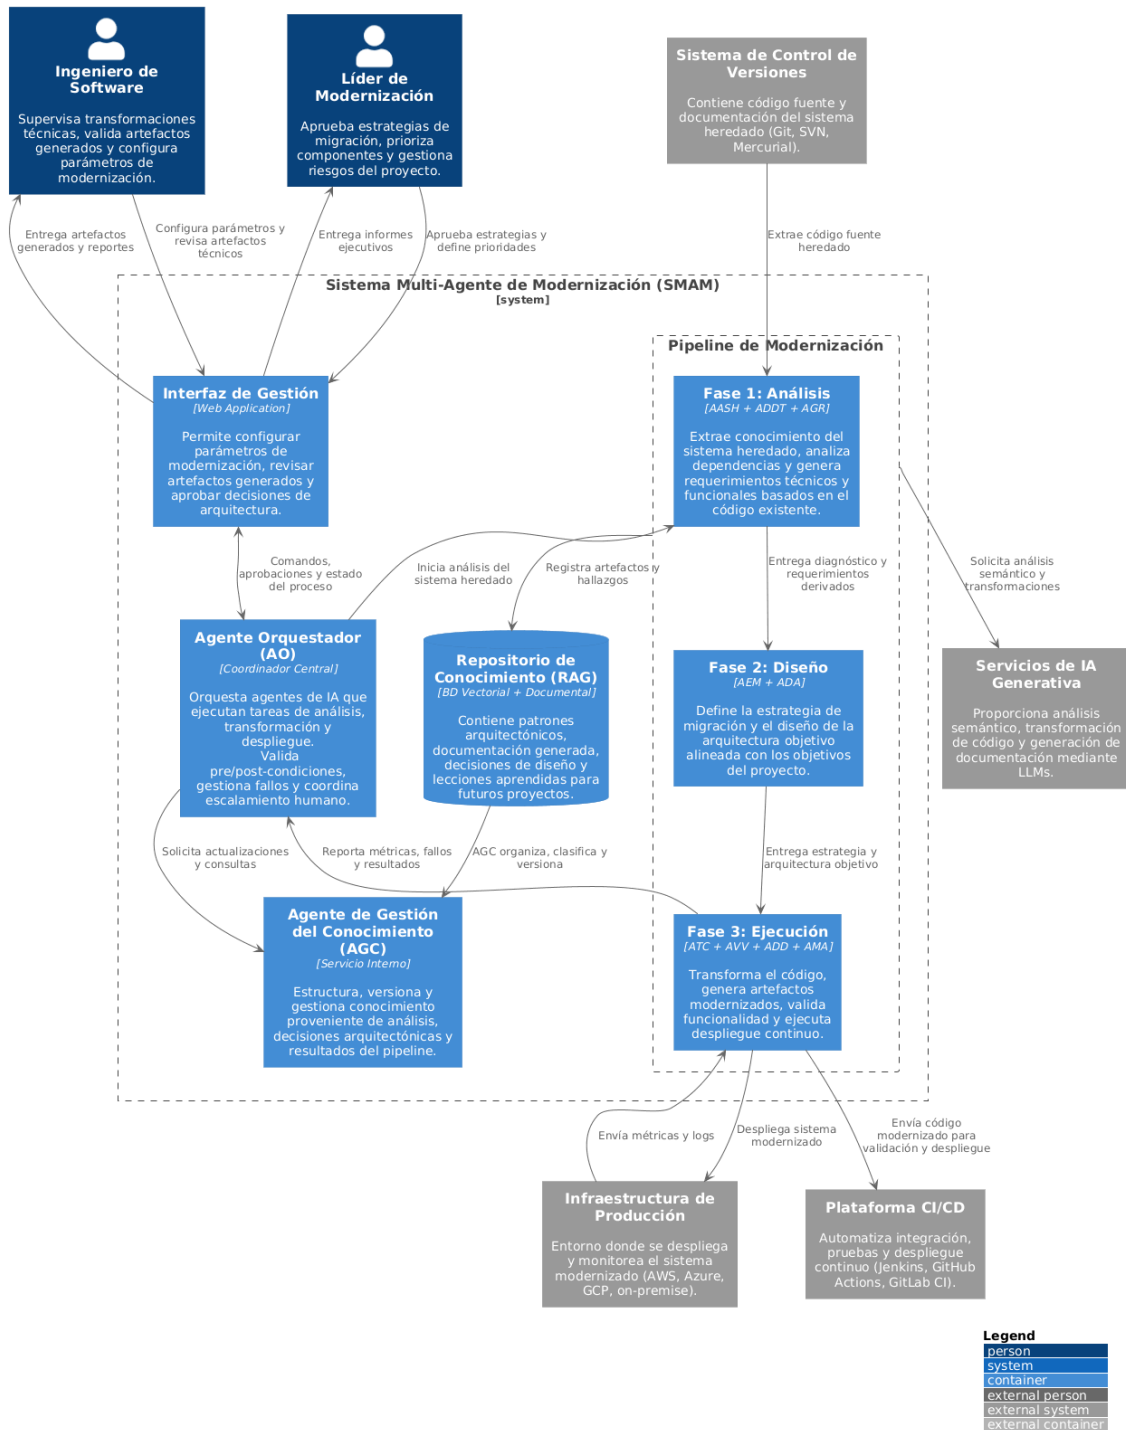 Ingeniero de
Software
Supervisa transformaciones
técnicas, valida artefactos
generados y configura
parámetros de
modernización.
Líder de
Modernización
Aprueba estrategias de
migración, prioriza
componentes y gestiona
riesgos del proyecto.
Sistema de Control de
Versiones
Contiene código fuente y
documentación del sistema
heredado (Git, SVN,
Mercurial).
Entrega artefactos
generados y reportes
Configura parámetros y
revisa artefactos
técnicos
Entrega informes
ejecutivos
Aprueba estrategias y
define prioridades
Extrae código fuente
heredado
Sistema Multi-Agente de Modernización (SMAM)
[system]
Pipeline de Modernización
Interfaz de Gestión
[Web Application]
Permite configurar
parámetros de
modernización, revisar
artefactos generados y
aprobar decisiones de
arquitectura.
Fase 1: Análisis
[AASH + ADDT + AGR]
Extrae conocimiento del
sistema heredado, analiza
dependencias y genera
requerimientos técnicos y
funcionales basados en el
código existente.
Comandos,
aprobaciones y estado
del proceso
Inicia análisis del
sistema heredado
Registra artefactos y
hallazgos
Entrega diagnóstico y
requerimientos
derivados
Solicita análisis
semántico y
transformaciones
Agente Orquestador
(AO)
[Coordinador Central]
Orquesta agentes de IA que
ejecutan tareas de análisis,
transformación y
despliegue.
Valida
pre/post-condiciones,
gestiona fallos y coordina
escalamiento humano.
Repositorio de
Conocimiento (RAG)
[BD Vectorial + Documental]
Contiene patrones
arquitectónicos,
documentación generada,
decisiones de diseño y
lecciones aprendidas para
futuros proyectos.
Fase 2: Diseño
[AEM + ADA]
Define la estrategia de
migración y el diseño de la
arquitectura objetivo
alineada con los objetivos
del proyecto.
Servicios de IA
Generativa
Proporciona análisis
semántico, transformación
de código y generación de
documentación mediante
LLMs.
Solicita actualizaciones
y consultas
Reporta métricas, fallos
y resultados
AGC organiza, clasifica y
versiona
Entrega estrategia y
arquitectura objetivo
Agente de Gestión
del Conocimiento
(AGC)
[Servicio Interno]
Estructura, versiona y
gestiona conocimiento
proveniente de análisis,
decisiones arquitectónicas y
resultados del pipeline.
Fase 3: Ejecución
[ATC + AVV + ADD + AMA]
Transforma el código,
genera artefactos
modernizados, valida
funcionalidad y ejecuta
despliegue continuo.
Envía métricas y logs
Despliega sistema
modernizado
Envía código
modernizado para
validación y despliegue
Infraestructura de
Producción
Entorno donde se despliega
y monitorea el sistema
modernizado (AWS, Azure,
GCP, on-premise).
Plataforma CI/CD
Automatiza integración,
pruebas y despliegue
continuo (Jenkins, GitHub
Actions, GitLab CI).
Legend
person
system
container
external person
external system
external container